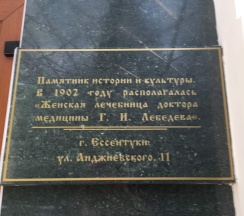 Памятник истории и культуры.
В 1902 году располагалась
«Женская лечебница доктора
медицины Г. И. Лебедева».
г. Ессентуки:
ул. Анджиевского, 11